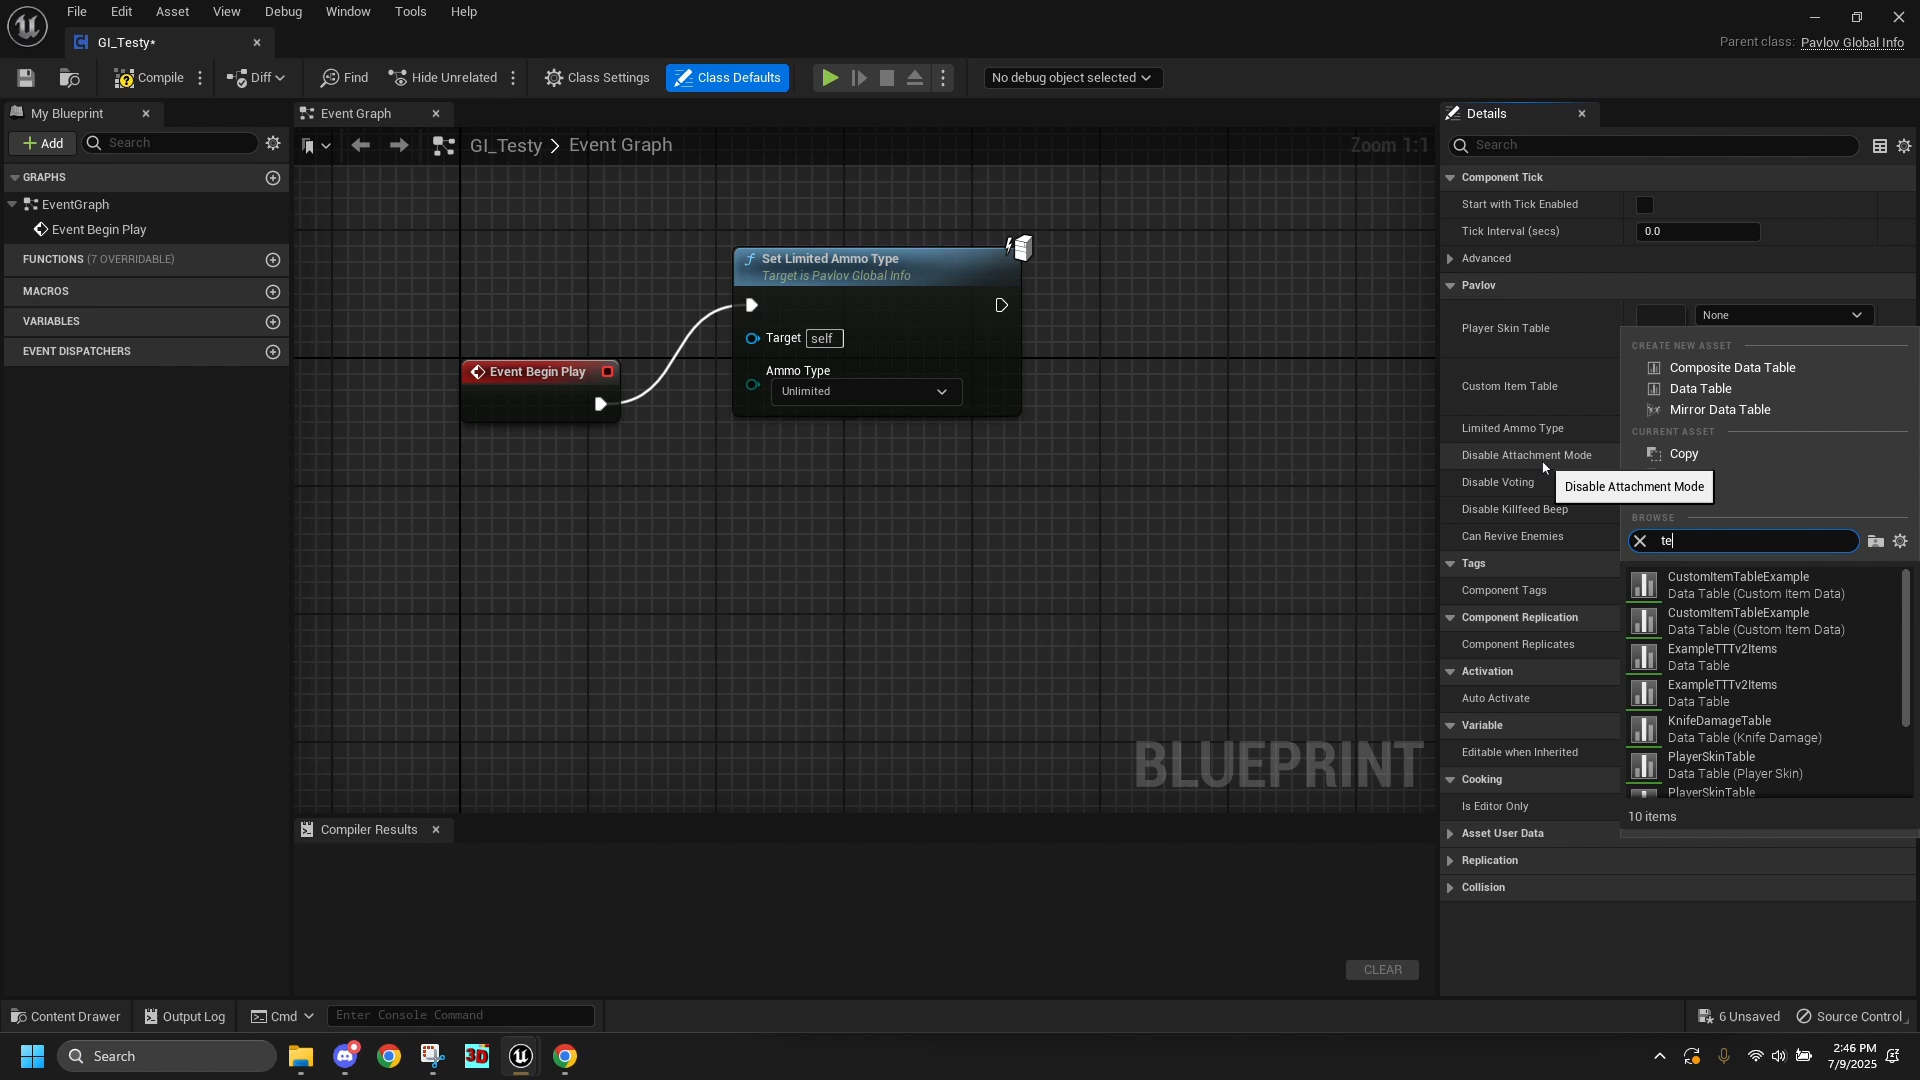 File Edit Asset View Debug Window Tools Help
GI_Testy*
Parent class: Pavlov Global Info
Compile Diff Find Hide Unrelated Class Settings Class Defaults No debug object selected
My Blueprint
Add Search
GRAPHS
EventGraph
Event Begin Play
FUNCTIONS (7 OVERRIDABLE)
MACROS
VARIABLES
EVENT DISPATCHERS
Event Graph
GI_Testy > Event Graph Zoom 1:1
Set Limited Ammo Type
Target is Pavlov Global Info
Target self
Ammo Type
Unlimited
Event Begin Play
BLUEPRINT
Compiler Results
CLEAR
Details
Search
Component Tick
Start with Tick Enabled
Tick Interval (secs) 0.0
Advanced
Pavlov
Player Skin Table None
Custom Item Table
Limited Ammo Type
Disable Attachment Mode
Disable Voting
Disable Killfeed Beep
Can Revive Enemies
Tags
Component Tags
Component Replication
Component Replicates
Activation
Auto Activate
Variable
Editable when Inherited
Cooking
Is Editor Only
Asset User Data
Replication
Collision
CREATE NEW ASSET
Composite Data Table
Data Table
Mirror Data Table
CURRENT ASSET
Copy
Disable Attachment Mode
BROWSE
te
CustomItemTableExample
Data Table (Custom Item Data)
CustomItemTableExample
Data Table (Custom Item Data)
ExampleTTTv2Items
Data Table
ExampleTTTv2Items
Data Table
KnifeDamageTable
Data Table (Knife Damage)
PlayerSkinTable
Data Table (Player Skin)
PlayerSkinTable
10 items
Content Drawer Output Log Cmd Enter Console Command 6 Unsaved Source Control
Search
3D
2:46 PM
7/9/2025